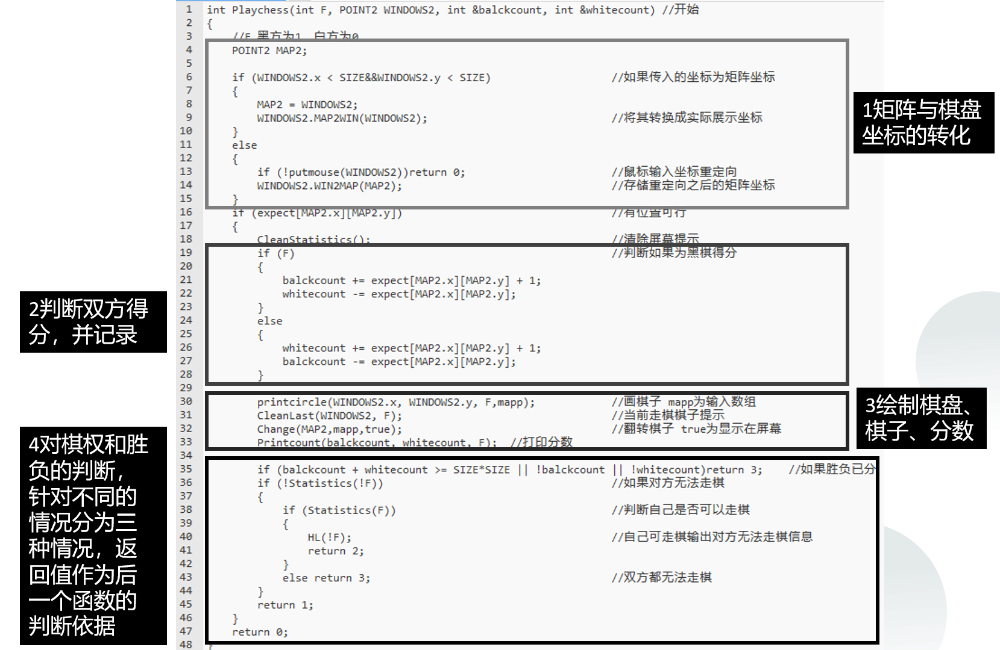 1 int Playchess(int F, POINT2 WINDOWS2, int &balckcount, int &whitecount) //开始
2 {
3 //F 黑方为1 白方为0
4 POINT2 MAP2;
5
6 if (WINDOWS2.x < SIZE&&WINDOWS2.y < SIZE) //如果传入的坐标为矩阵坐标
7 {
8 MAP2 = WINDOWS2;
9 WINDOWS2.MAP2WIN(WINDOWS2); //将其转换成实际展示坐标
10 }
11 else
12 {
13 if (!putmouse(WINDOWS2))return 0; //鼠标输入坐标重定向
14 WINDOWS2.WIN2MAP(MAP2); //存储重定向之后的矩阵坐标
15 }
16 if (expect[MAP2.x][MAP2.y]) //有位置可行
17 {
18 CleanStatistics(); //清除屏幕提示
19 if (F) //判断如果为黑棋得分
20 {
21 balckcount += expect[MAP2.x][MAP2.y] + 1;
22 whitecount -= expect[MAP2.x][MAP2.y];
23 }
24 else
25 {
26 whitecount += expect[MAP2.x][MAP2.y] + 1;
27 balckcount -= expect[MAP2.x][MAP2.y];
28 }
29
30 printcircle(WINDOWS2.x, WINDOWS2.y, F,mapp); //画棋子 mapp为输入数组
31 CleanLast(WINDOWS2, F); //当前走棋棋子提示
32 Change(MAP2,mapp,true); //翻转棋子 true为显示在屏幕
33 Printcount(balckcount, whitecount, F); //打印分数
34
35 if (balckcount + whitecount >= SIZE*SIZE || !balckcount || !whitecount)return 3; //如果胜负已分
36 if (!Statistics(!F)) //如果对方无法走棋
37 {
38 if (Statistics(F)) //判断自己是否可以走棋
39 {
40 HL(!F); //自己可走棋输出对方无法走棋信息
41 return 2;
42 }
43 else return 3; //双方都无法走棋
44 }
45 return 1;
46 }
47 return 0;
48 }
1矩阵与棋盘
坐标的转化
2判断双方得
分，并记录
3绘制棋盘、
棋子、分数
4对棋权和胜
负的判断，
针对不同的
情况分为三
种情况，返
回值作为后
一个函数的
判断依据